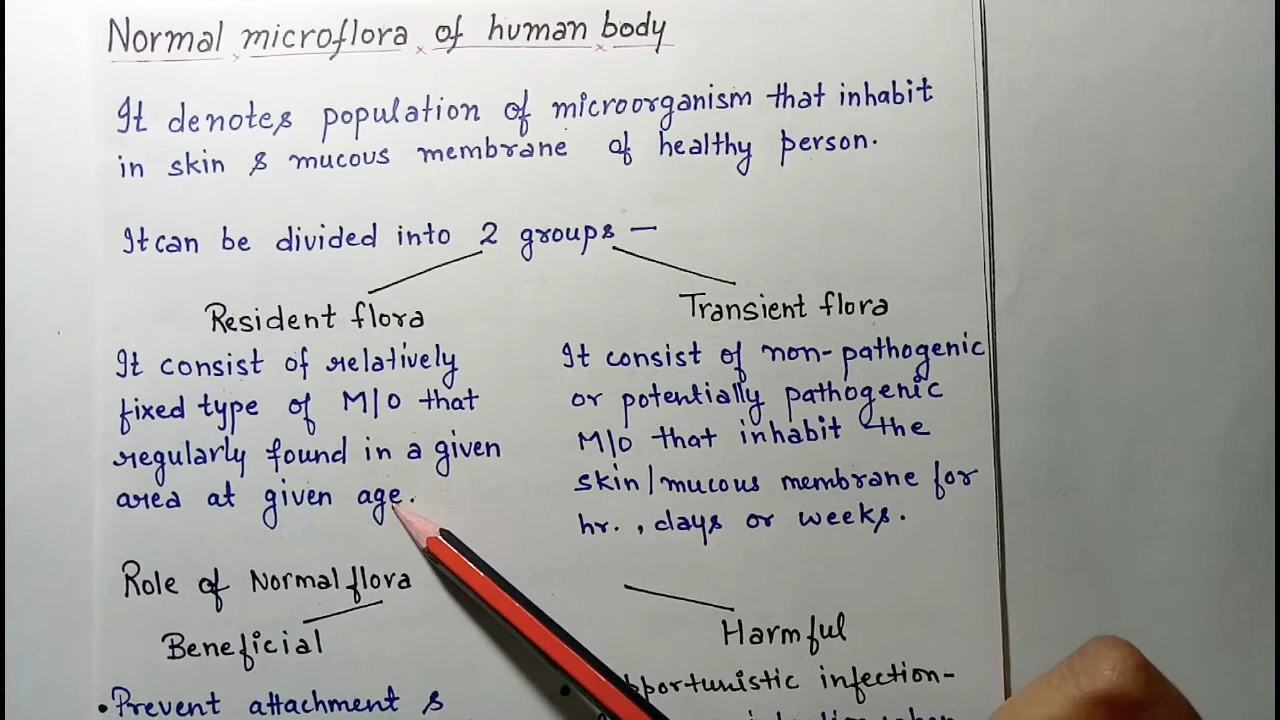 Normal microflora of human body
It denotes population of microorganism that inhabit
in skin & mucous membrane of healthy person.
It can be divided into 2 groups —
Resident flora
It consist of relatively
fixed type of M/O that
regularly found in a given
area at given age.
Transient flora
It consist of non-pathogenic
or potentially pathogenic
M/O that inhabit the
skin/mucous membrane for
hr., days or weeks.
Role of Normal flora
Beneficial
• Prevent attachment &
Harmful
opportunistic infection-